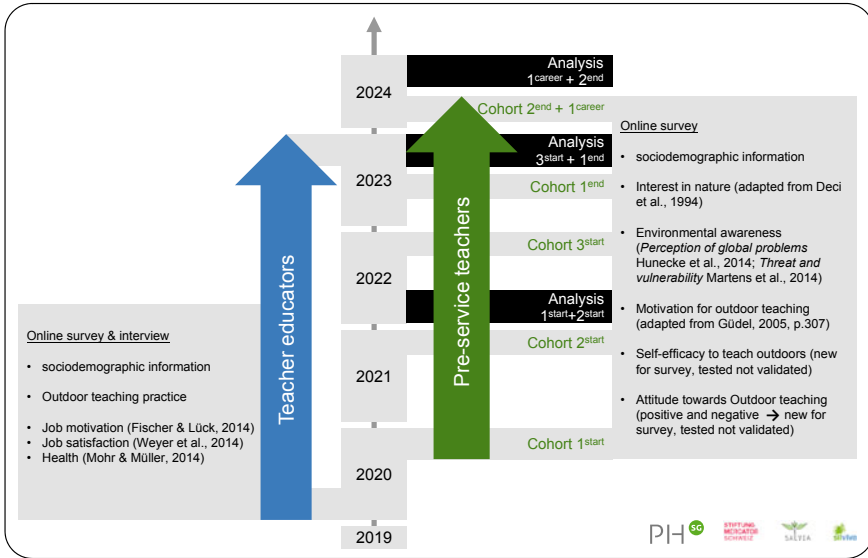 Analysis
1career + 2end
2024
Cohort 2end + 1career
Online survey
Analysis
3start + 1end
• sociodemographic information
2023
Cohort 1end
• Interest in nature (adapted from Deci
et al., 1994)
Cohort 3start
• Environmental awareness
(Perception of global problems
Hunecke et al., 2014; Threat and
vulnerability Martens et al., 2014)
2022
Analysis
1start+2start
• Motivation for outdoor teaching
(adapted from Güdel, 2005, p.307)
Cohort 2start
• Self-efficacy to teach outdoors (new
for survey, tested not validated)
2021
• Attitude towards Outdoor teaching
(positive and negative → new for
survey, tested not validated)
Cohort 1start
2020
2019
Teacher educators
Pre-service teachers
Online survey & interview
• sociodemographic information
• Outdoor teaching practice
• Job motivation (Fischer & Lück, 2014)
• Job satisfaction (Weyer et al., 2014)
• Health (Mohr & Müller, 2014)
PH SG
STIFTUNG
MERCATOR
SCHWEIZ
SALVIA
silviva